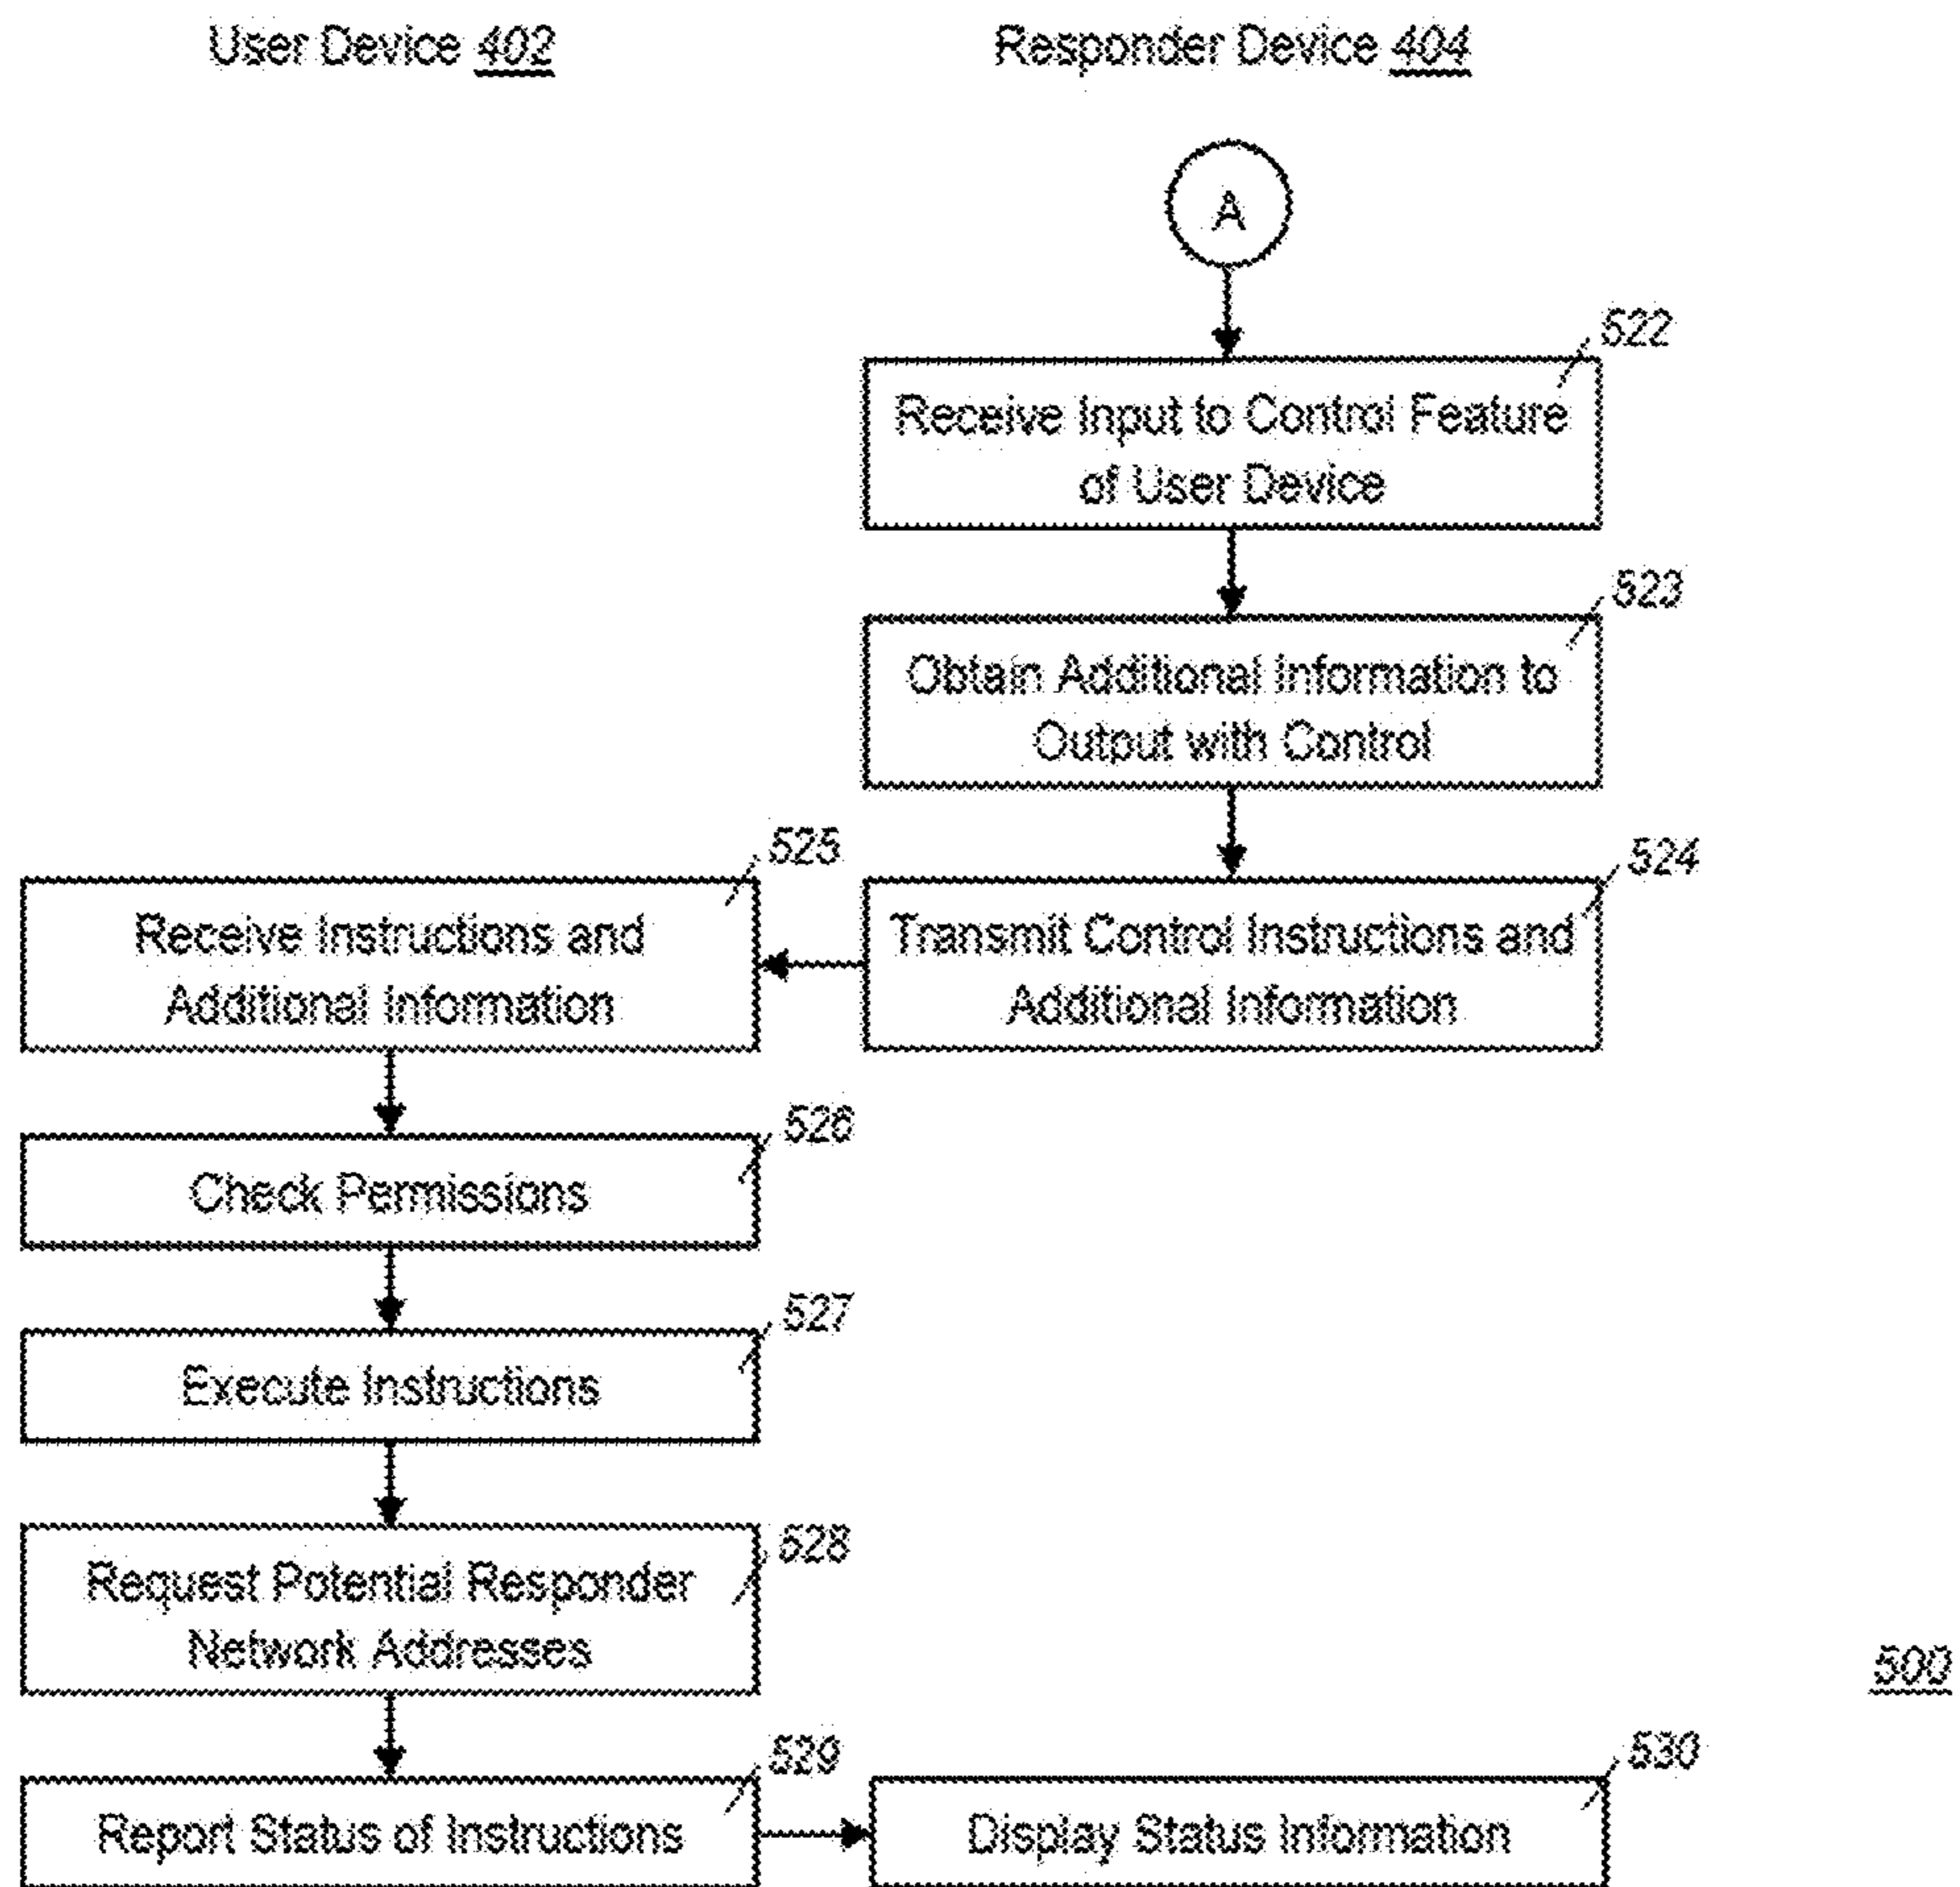 User Device 402
Responder Device 404
A
522
Receive Input to Control Feature
of User Device
523
Obtain Additional Information to
Output with Control
524
Transmit Control Instructions and
Additional Information
525
Receive Instructions and
Additional Information
526
Check Permissions
527
Execute Instructions
528
Request Potential Responder
Network Addresses
500
529
Report Status of Instructions
530
Display Status Information